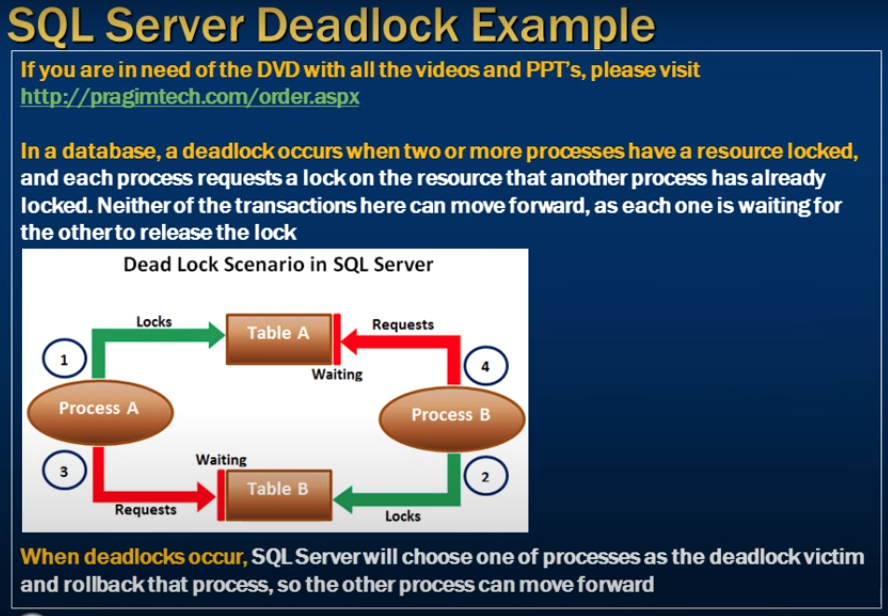 SQL Server Deadlock Example
If you are in need of the DVD with all the videos and PPT's, please visit
http://pragimtech.com/order.aspx
In a database, a deadlock occurs when two or more processes have a resource locked,
and each process requests a lock on the resource that another process has already
locked. Neither of the transactions here can move forward, as each one is waiting for
the other to release the lock
Dead Lock Scenario in SQL Server
Locks
Table A
Requests
1
Waiting
4
Process A
Process B
3
Waiting
Table B
2
Requests
Locks
When deadlocks occur, SQL Server will choose one of processes as the deadlock victim
and rollback that process, so the other process can move forward